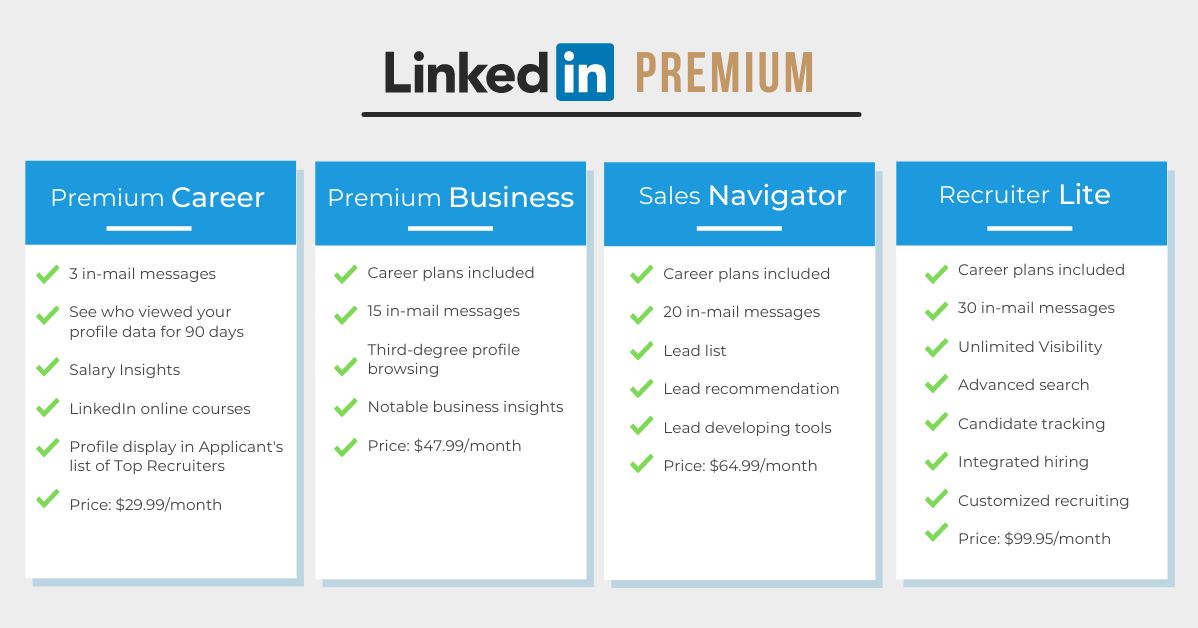 Linkedin PREMIUM
Premium Career
3 in-mail messages
See who viewed your
profile data for 90 days
Salary Insights
LinkedIn online courses
Profile display in Applicant's
list of Top Recruiters
Price: $29.99/month
Premium Business
Career plans included
15 in-mail messages
Third-degree profile
browsing
Notable business insights
Price: $47.99/month
Sales Navigator
Career plans included
20 in-mail messages
Lead list
Lead recommendation
Lead developing tools
Price: $64.99/month
Recruiter Lite
Career plans included
30 in-mail messages
Unlimited Visibility
Advanced search
Candidate tracking
Integrated hiring
Customized recruiting
Price: $99.95/month